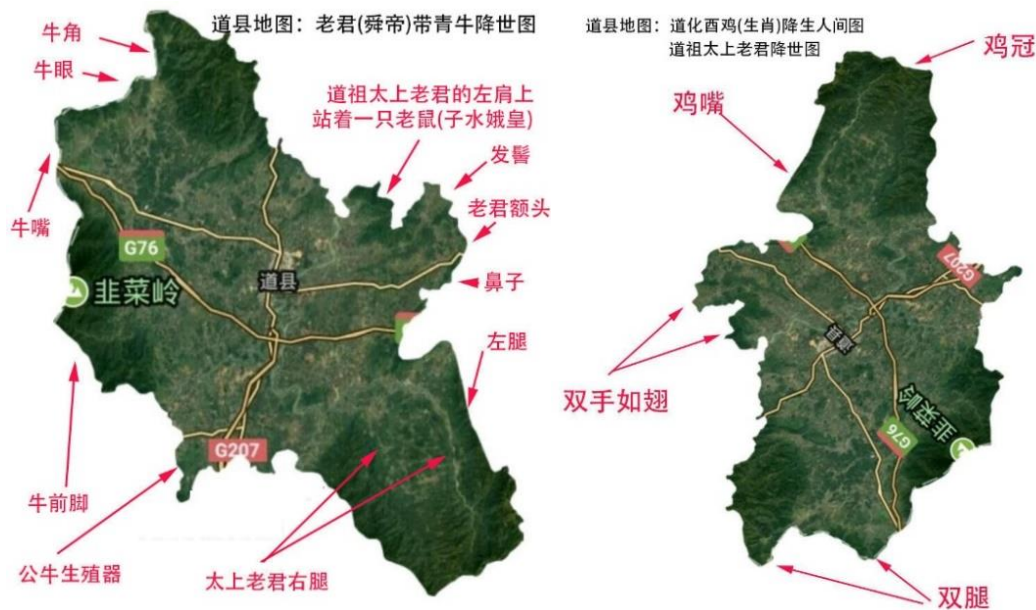 道县地图：老君(舜帝)带青牛降世图
牛角
牛眼
道祖太上老君的左肩上
站着一只老鼠(子水娥皇)
发髻
老君额头
牛嘴
G76
道县
韭菜岭
鼻子
左腿
G207
牛前脚
公牛生殖器
太上老君右腿
道县地图：道化酉鸡(生肖)降生人间图
道祖太上老君降世图
鸡冠
鸡嘴
G207
道县
双手如翅
韭菜岭
G76
双腿